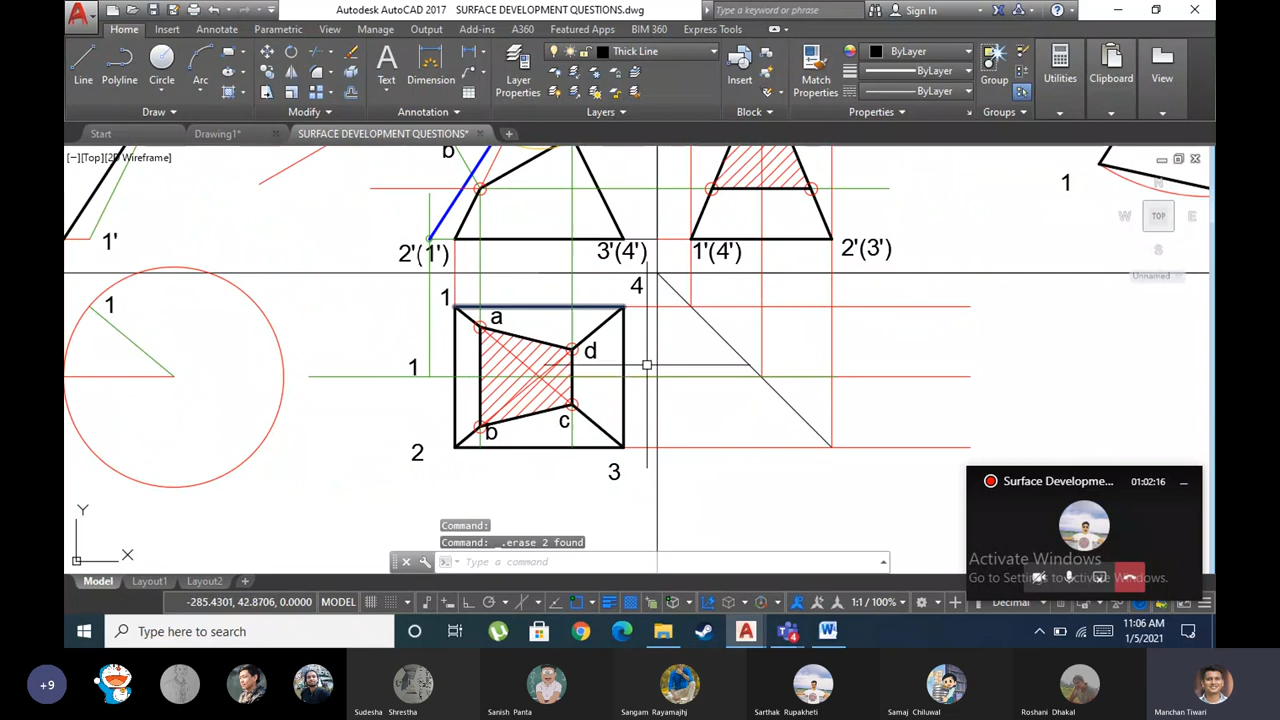 Autodesk AutoCAD 2017 SURFACE DEVELOPMENT QUESTIONS.dwg
Type a keyword or phrase
Sign In
Home Insert Annotate Parametric View Manage Output Add-ins A360 Featured Apps BIM 360 Express Tools
Line Polyline Circle Arc Text Dimension Layer Properties Thick Line Insert Match Properties ByLayer ByLayer ByLayer Group Utilities Clipboard View
Draw Modify Annotation Layers Block Properties Groups
Start Drawing1* SURFACE DEVELOPMENT QUESTIONS*
[−][Top][2D Wireframe]
b
N
1
W TOP E
1'
2'(1') 3'(4') 1'(4') 2'(3')
S
Unnamed
4
1
1
a
d
1
c
b
2
3
Surface Developme... 01:02:16
Y
X
Command:
Command: _.erase 2 found
Type a command
Activate Windows
Go to Settings to activate Windows.
Model Layout1 Layout2
-285.4301, 42.8706, 0.0000 MODEL 1:1 / 100% Decimal
Type here to search
11:06 AM
1/5/2021
+9
Sudesha Shrestha Sanish Panta Sangam Rayamajhj Sarthak Rupakheti Samaj Chiluwal Roshani Dhakal Manchan Tiwari